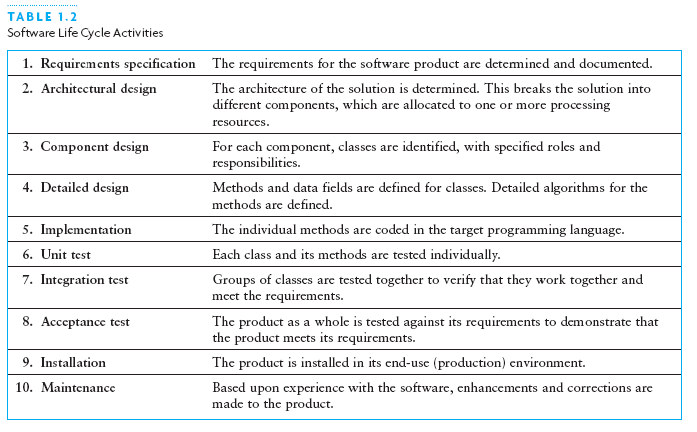 TABLE 1.2
Software Life Cycle Activities
1. Requirements specification The requirements for the software product are determined and documented.
2. Architectural design The architecture of the solution is determined. This breaks the solution into
different components, which are allocated to one or more processing
resources.
3. Component design For each component, classes are identified, with specified roles and
responsibilities.
4. Detailed design Methods and data fields are defined for classes. Detailed algorithms for the
methods are defined.
5. Implementation The individual methods are coded in the target programming language.
6. Unit test Each class and its methods are tested individually.
7. Integration test Groups of classes are tested together to verify that they work together and
meet the requirements.
8. Acceptance test The product as a whole is tested against its requirements to demonstrate that
the product meets its requirements.
9. Installation The product is installed in its end-use (production) environment.
10. Maintenance Based upon experience with the software, enhancements and corrections are
made to the product.